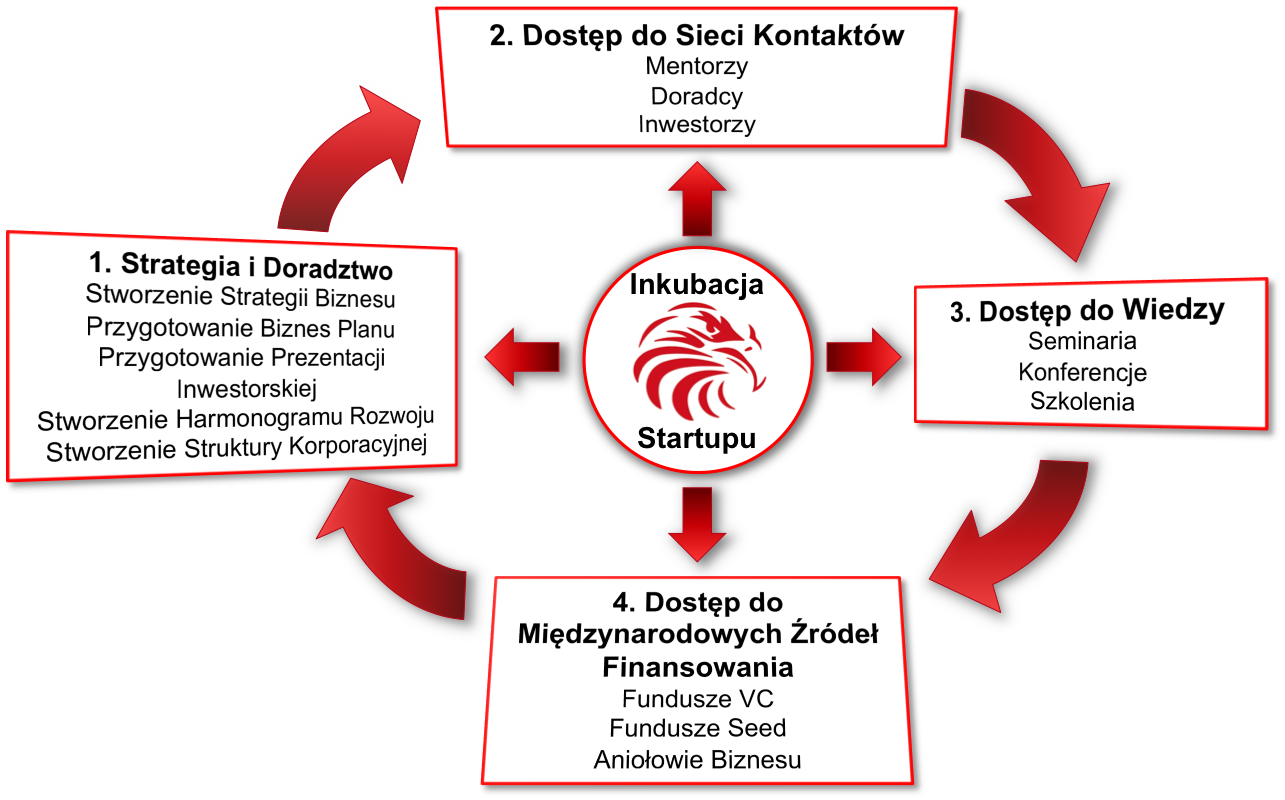 2. Dostęp do Sieci Kontaktów
Mentorzy
Doradcy
Inwestorzy
1. Strategia i Doradztwo
Stworzenie Strategii Biznesu
Przygotowanie Biznes Planu
Przygotowanie Prezentacji
Inwestorskiej
Stworzenie Harmonogramu Rozwoju
Stworzenie Struktury Korporacyjnej
Inkubacja
Startupu
3. Dostęp do Wiedzy
Seminaria
Konferencje
Szkolenia
4. Dostęp do
Międzynarodowych Źródeł
Finansowania
Fundusze VC
Fundusze Seed
Aniołowie Biznesu